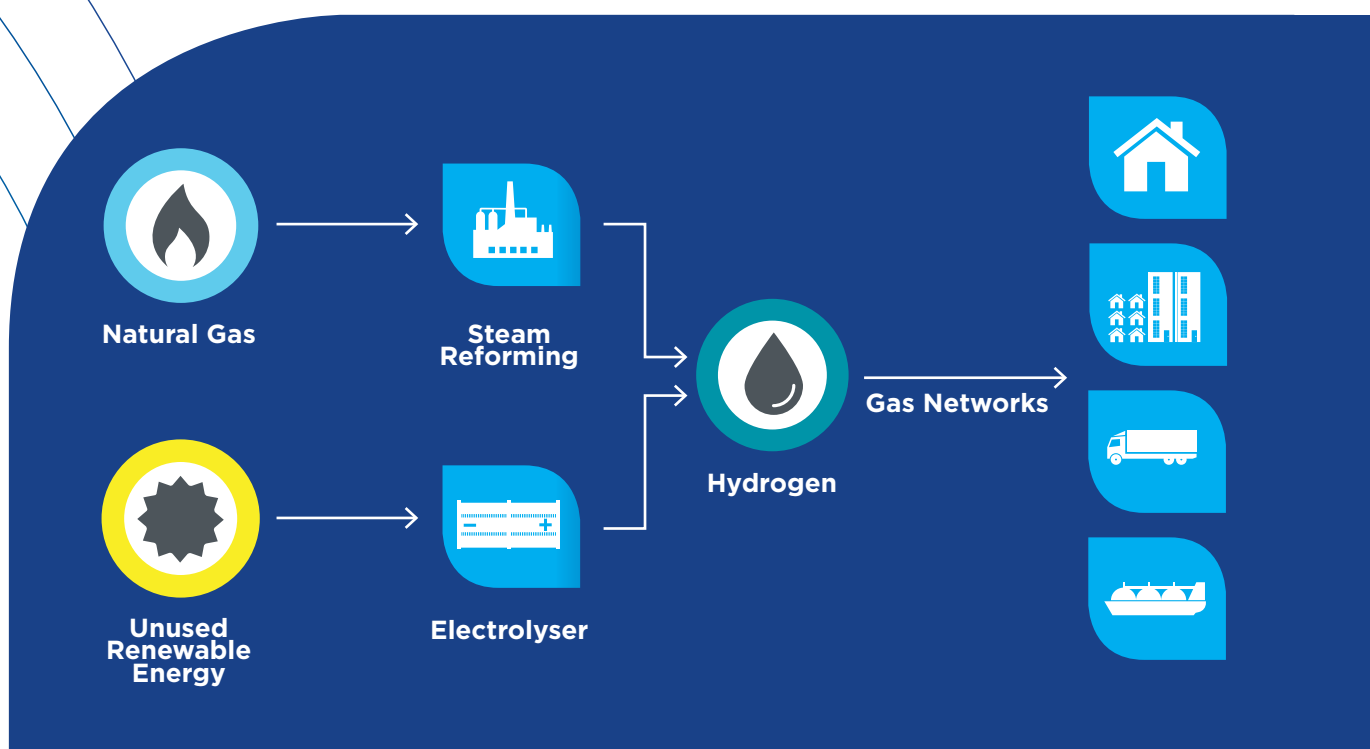 Natural Gas
Steam
Reforming
Gas Networks
Hydrogen
Unused
Renewable
Energy
Electrolyser